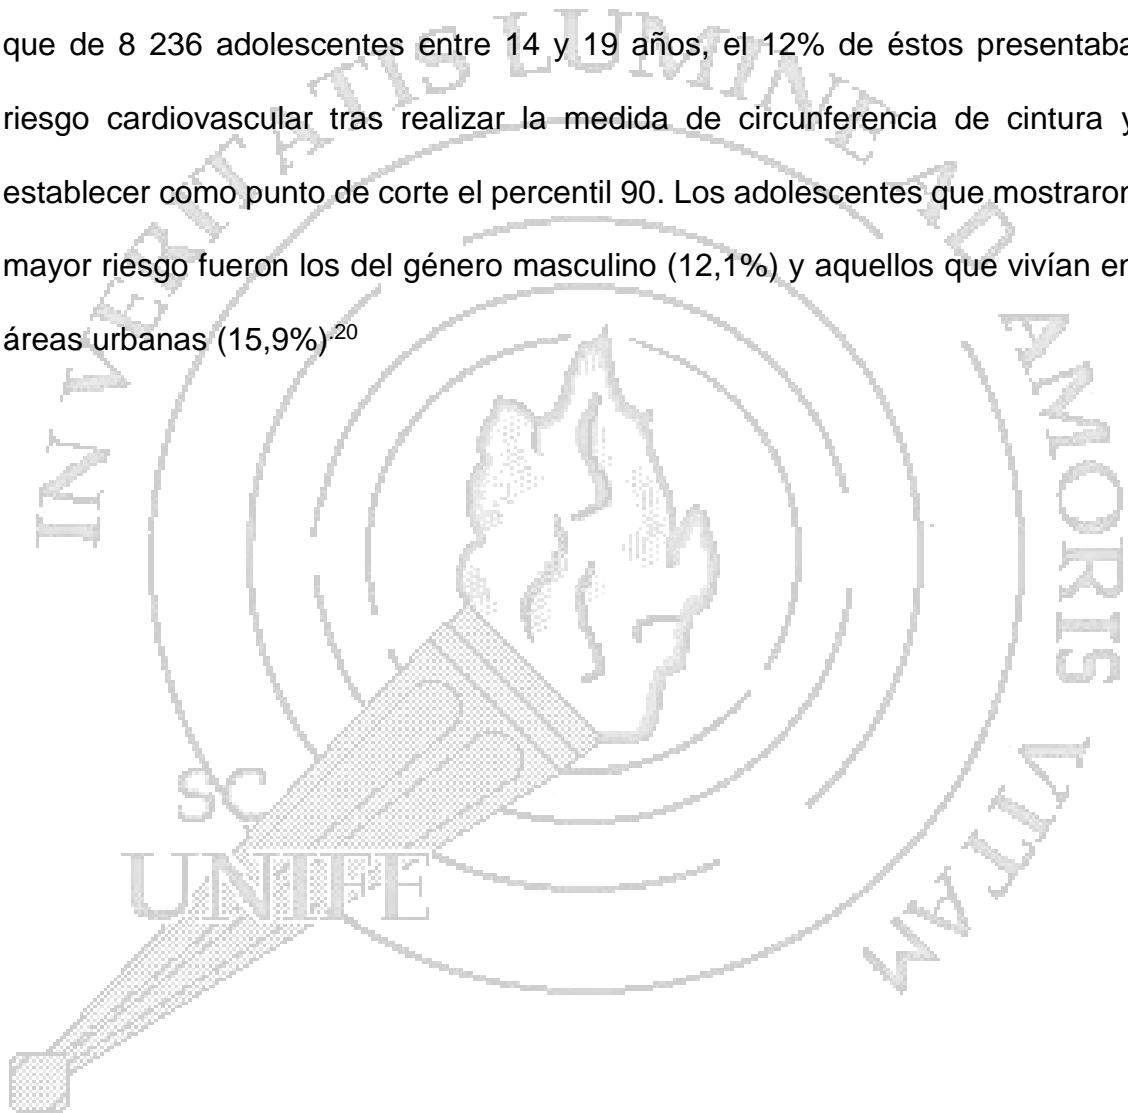 que de 8 236 adolescentes entre 14 y 19 años, el 12% de éstos presentaba
riesgo cardiovascular tras realizar la medida de circunferencia de cintura y
establecer como punto de corte el percentil 90. Los adolescentes que mostraron
mayor riesgo fueron los del género masculino (12,1%) y aquellos que vivían en
áreas urbanas (15,9%).20
IN VERITATIS LUMINE AD AMORIS VITAM
SC
UNIFE